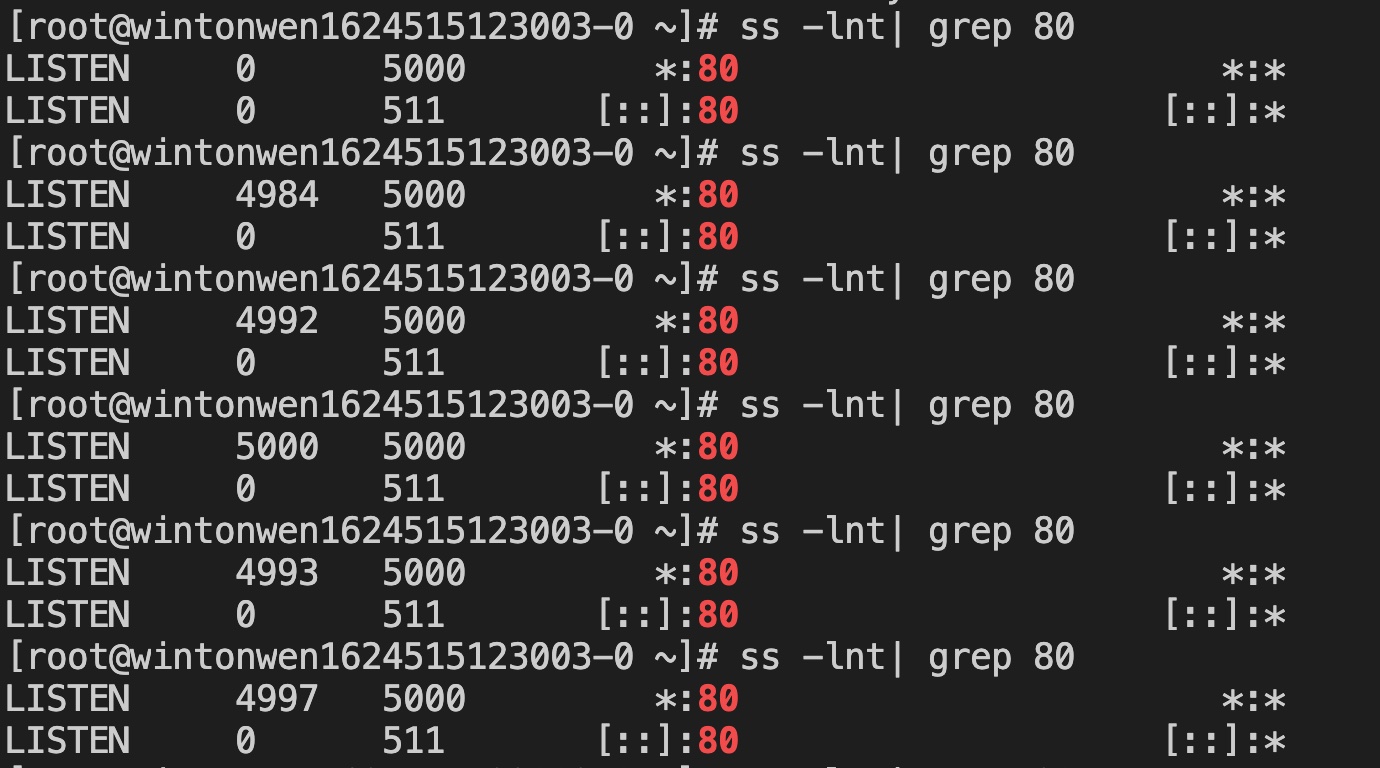 [root@wintonwen1624515123003-0 ~]# ss -lnt| grep 80
LISTEN     0      5000         *:80                       *:*
LISTEN     0      511       [::]:80                    [::]:*
[root@wintonwen1624515123003-0 ~]# ss -lnt| grep 80
LISTEN     4984   5000         *:80                       *:*
LISTEN     0      511       [::]:80                    [::]:*
[root@wintonwen1624515123003-0 ~]# ss -lnt| grep 80
LISTEN     4992   5000         *:80                       *:*
LISTEN     0      511       [::]:80                    [::]:*
[root@wintonwen1624515123003-0 ~]# ss -lnt| grep 80
LISTEN     5000   5000         *:80                       *:*
LISTEN     0      511       [::]:80                    [::]:*
[root@wintonwen1624515123003-0 ~]# ss -lnt| grep 80
LISTEN     4993   5000         *:80                       *:*
LISTEN     0      511       [::]:80                    [::]:*
[root@wintonwen1624515123003-0 ~]# ss -lnt| grep 80
LISTEN     4997   5000         *:80                       *:*
LISTEN     0      511       [::]:80                    [::]:*